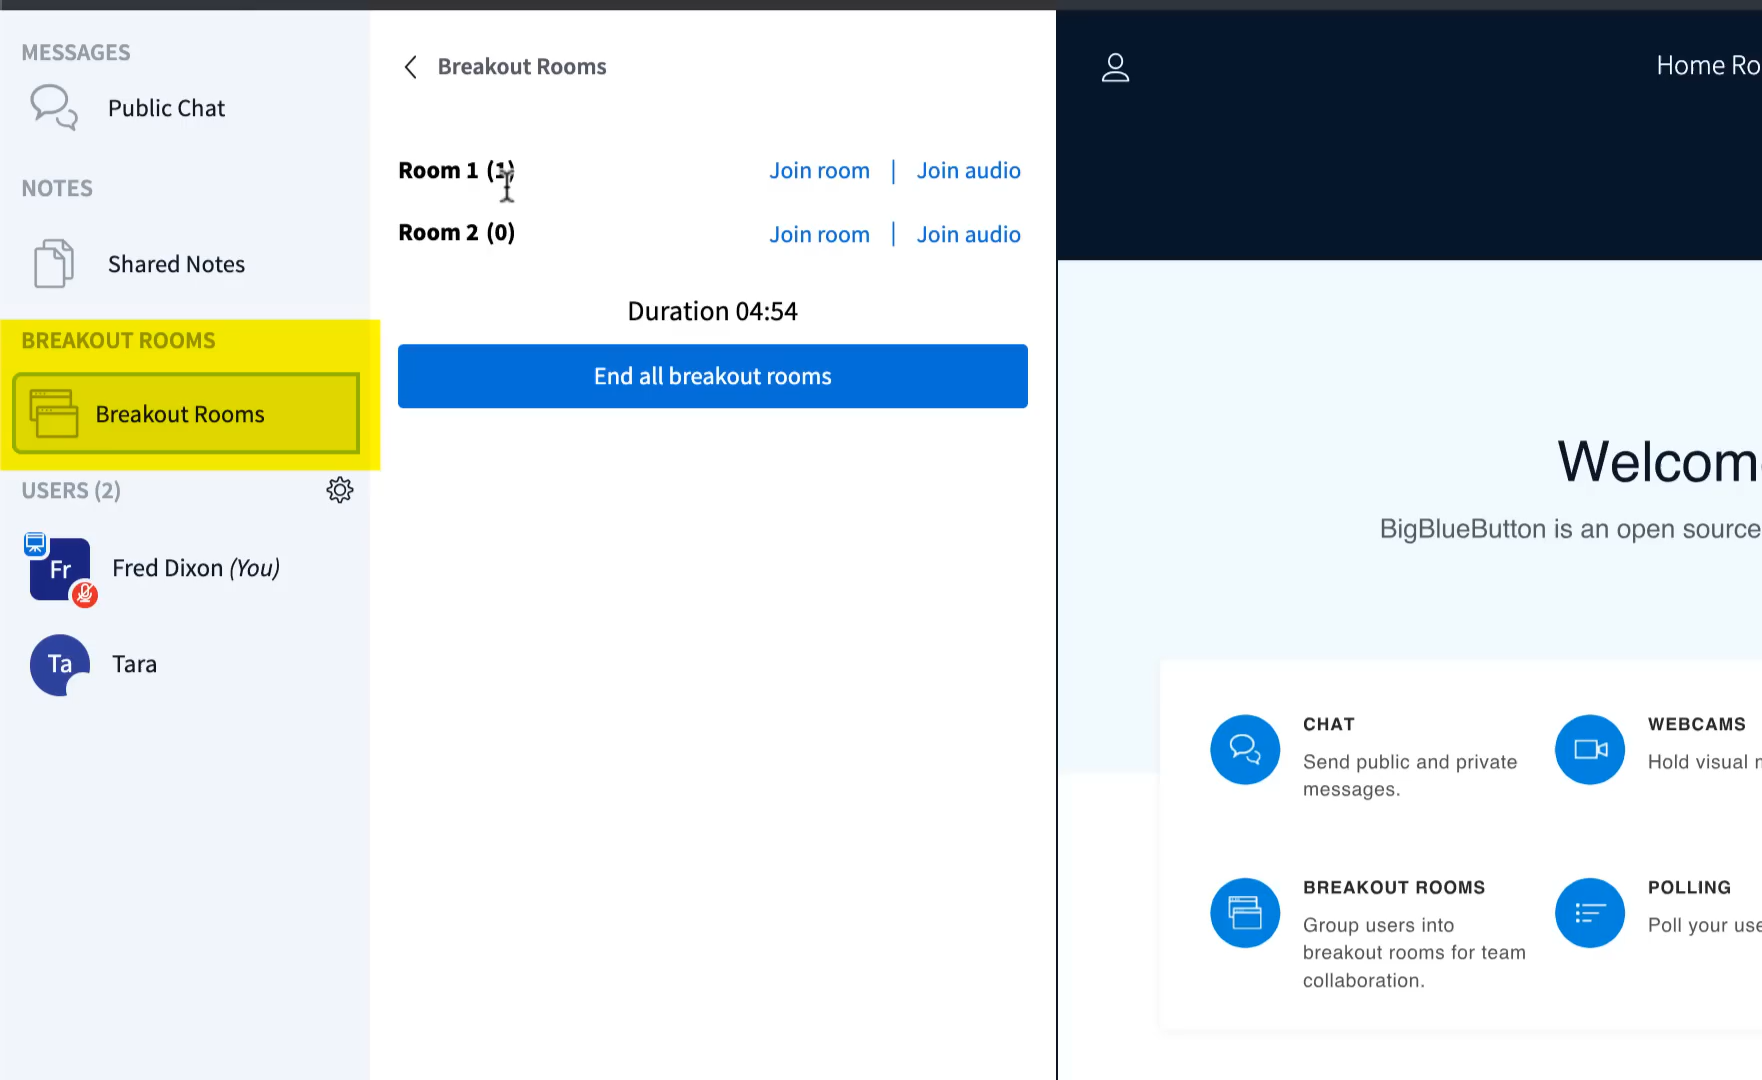 MESSAGES
Public Chat
NOTES
Shared Notes
BREAKOUT ROOMS
Breakout Rooms
USERS (2)
Fr
Fred Dixon (You)
Ta
Tara
Breakout Rooms
Room 1 (1) Join room | Join audio
Room 2 (0) Join room | Join audio
Duration 04:54
End all breakout rooms
Home Ro
Welcom
BigBlueButton is an open source
CHAT
Send public and private
messages.
WEBCAMS
Hold visual
BREAKOUT ROOMS
Group users into
breakout rooms for team
collaboration.
POLLING
Poll your use